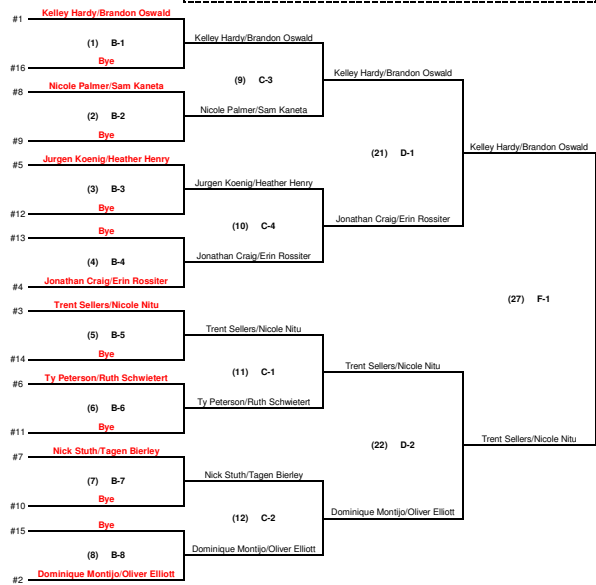 Kelley Hardy/Brandon Oswald
#1
(1) B-1
Kelley Hardy/Brandon Oswald
Bye
#16
(9) C-3
Kelley Hardy/Brandon Oswald
Nicole Palmer/Sam Kaneta
#8
(2) B-2
Nicole Palmer/Sam Kaneta
Bye
#9
(21) D-1
Kelley Hardy/Brandon Oswald
Jurgen Koenig/Heather Henry
#5
(3) B-3
Jurgen Koenig/Heather Henry
Bye
#12
(10) C-4
Jonathan Craig/Erin Rossiter
Bye
#13
(4) B-4
Jonathan Craig/Erin Rossiter
Jonathan Craig/Erin Rossiter
#4
(27) F-1
Trent Sellers/Nicole Nitu
#3
(5) B-5
Trent Sellers/Nicole Nitu
Bye
#14
(11) C-1
Trent Sellers/Nicole Nitu
Ty Peterson/Ruth Schwietert
#6
(6) B-6
Ty Peterson/Ruth Schwietert
Bye
#11
(22) D-2
Trent Sellers/Nicole Nitu
Nick Stuth/Tagen Bierley
#7
(7) B-7
Nick Stuth/Tagen Bierley
Bye
#10
(12) C-2
Dominique Montijo/Oliver Elliott
Bye
#15
(8) B-8
Dominique Montijo/Oliver Elliott
Dominique Montijo/Oliver Elliott
#2